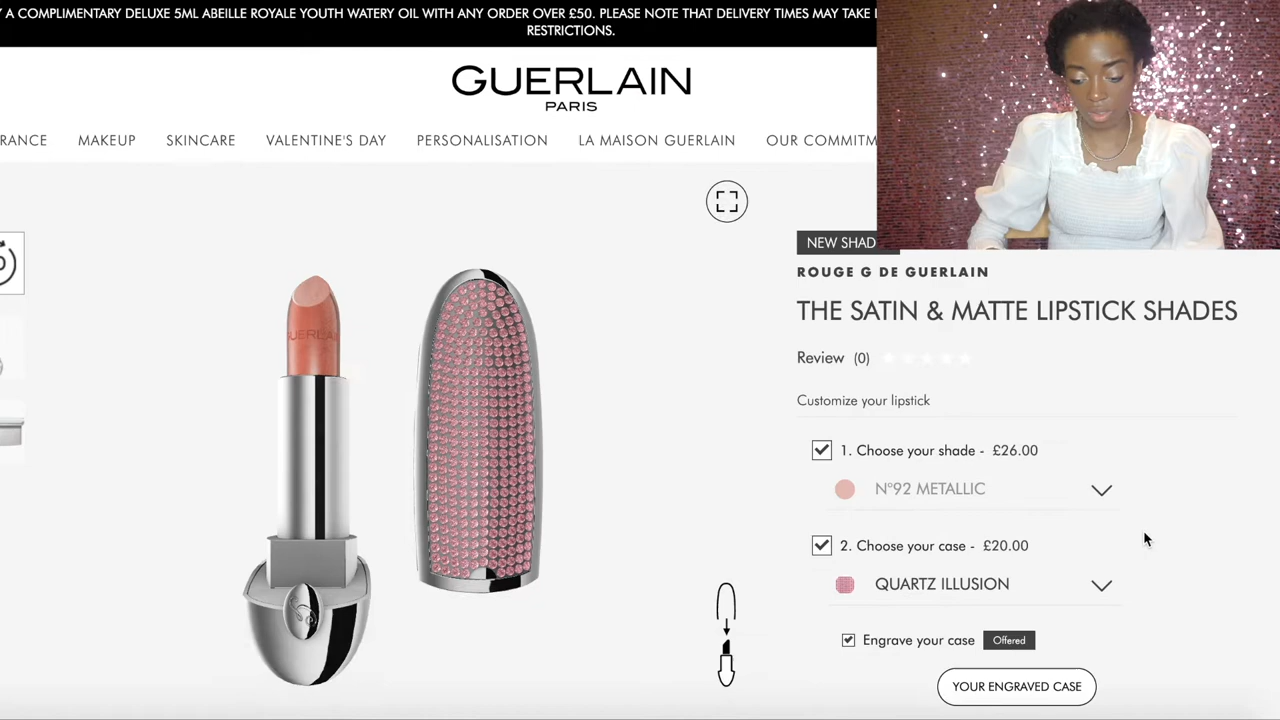 A COMPLIMENTARY DELUXE 5ML ABEILLE ROYALE YOUTH WATERY OIL WITH ANY ORDER OVER £50. PLEASE NOTE THAT DELIVERY TIMES MAY TAKE
RESTRICTIONS.
GUERLAIN
PARIS
RANCE MAKEUP SKINCARE VALENTINE'S DAY PERSONALISATION LA MAISON GUERLAIN OUR COMMITM
NEW SHAD
ROUGE G DE GUERLAIN
THE SATIN & MATTE LIPSTICK SHADES
Review (0)
Customize your lipstick
1. Choose your shade - £26.00
N°92 METALLIC
2. Choose your case - £20.00
QUARTZ ILLUSION
Engrave your case Offered
YOUR ENGRAVED CASE